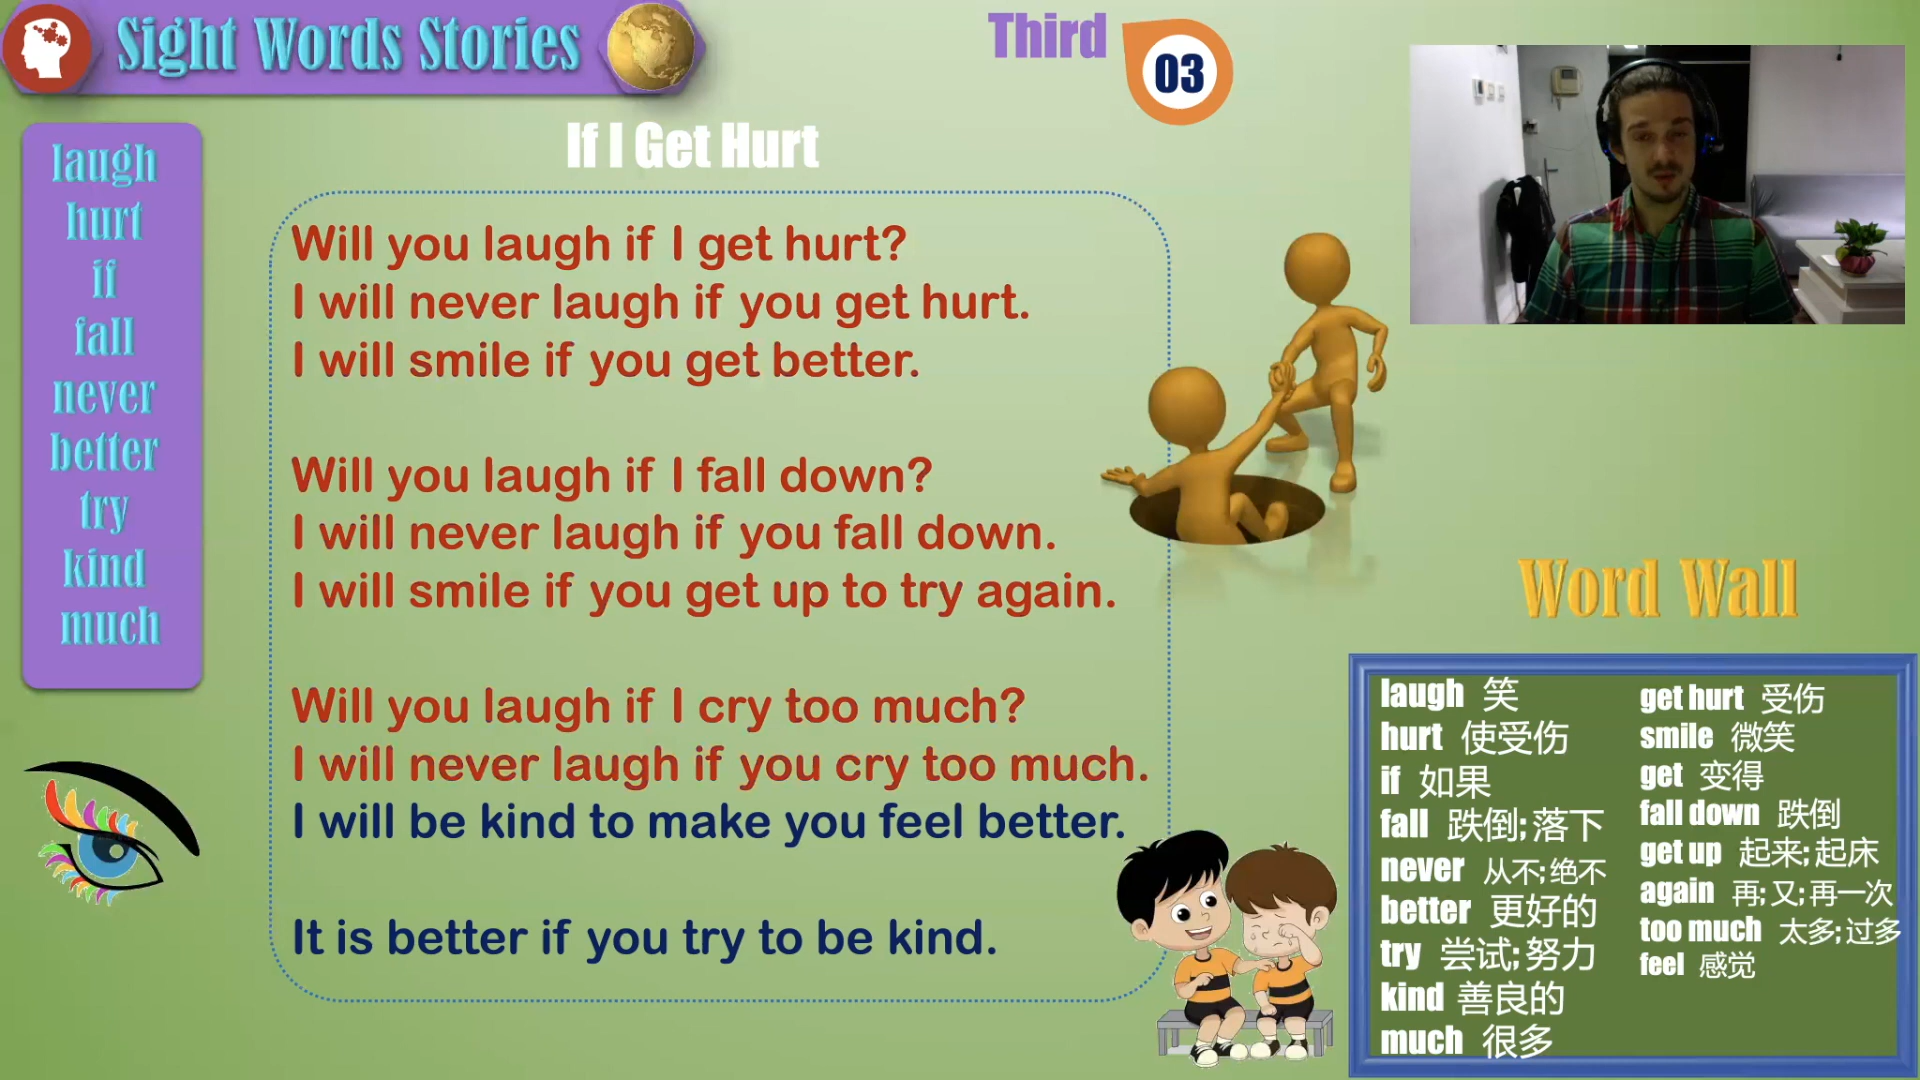 Sight Words Stories
Third
03
laugh
hurt
if
fall
never
better
try
kind
much
If I Get Hurt
Will you laugh if I get hurt?
I will never laugh if you get hurt.
I will smile if you get better.
Will you laugh if I fall down?
I will never laugh if you fall down.
I will smile if you get up to try again.
Will you laugh if I cry too much?
I will never laugh if you cry too much.
I will be kind to make you feel better.
It is better if you try to be kind.
Word Wall
laugh 笑
hurt 使受伤
if 如果
fall 跌倒; 落下
never 从不; 绝不
better 更好的
try 尝试; 努力
kind 善良的
much 很多
get hurt 受伤
smile 微笑
get 变得
fall down 跌倒
get up 起来; 起床
again 再; 又; 再一次
too much 太多; 过多
feel 感觉